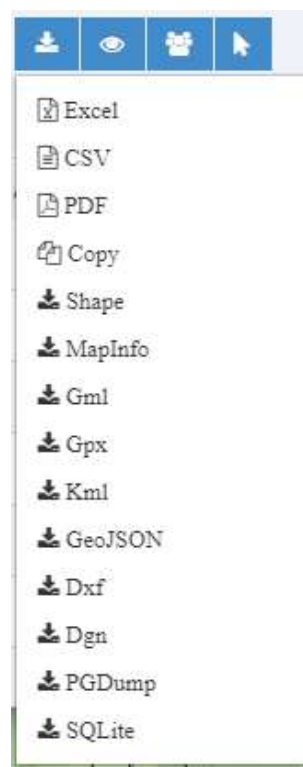 Excel
CSV
PDF
Copy
Shape
MapInfo
Gml
Gpx
Kml
GeoJSON
Dxf
Dgn
PGDump
SQLite